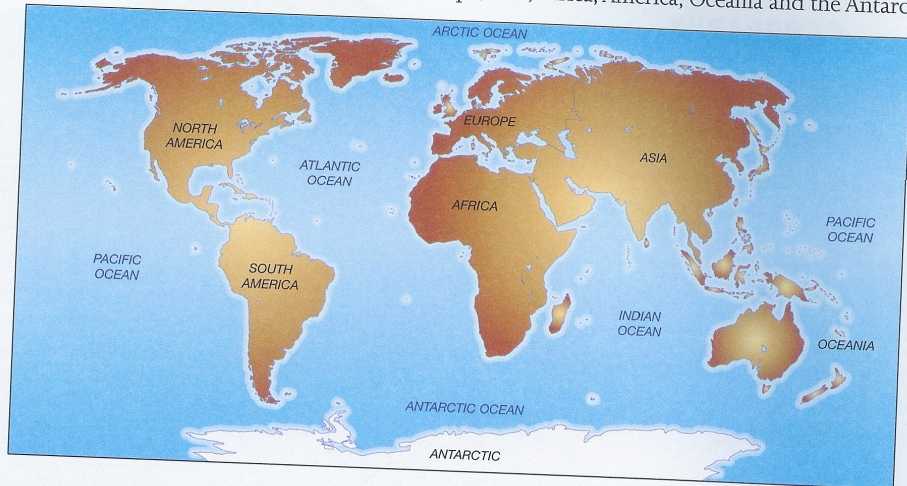 America, Oceania and the Antarc
ARCTIC OCEAN
NORTH
AMERICA
EUROPE
ASIA
ATLANTIC
OCEAN
AFRICA
PACIFIC
OCEAN
PACIFIC
OCEAN
SOUTH
AMERICA
INDIAN
OCEAN
OCEANIA
ANTARCTIC OCEAN
ANTARCTIC